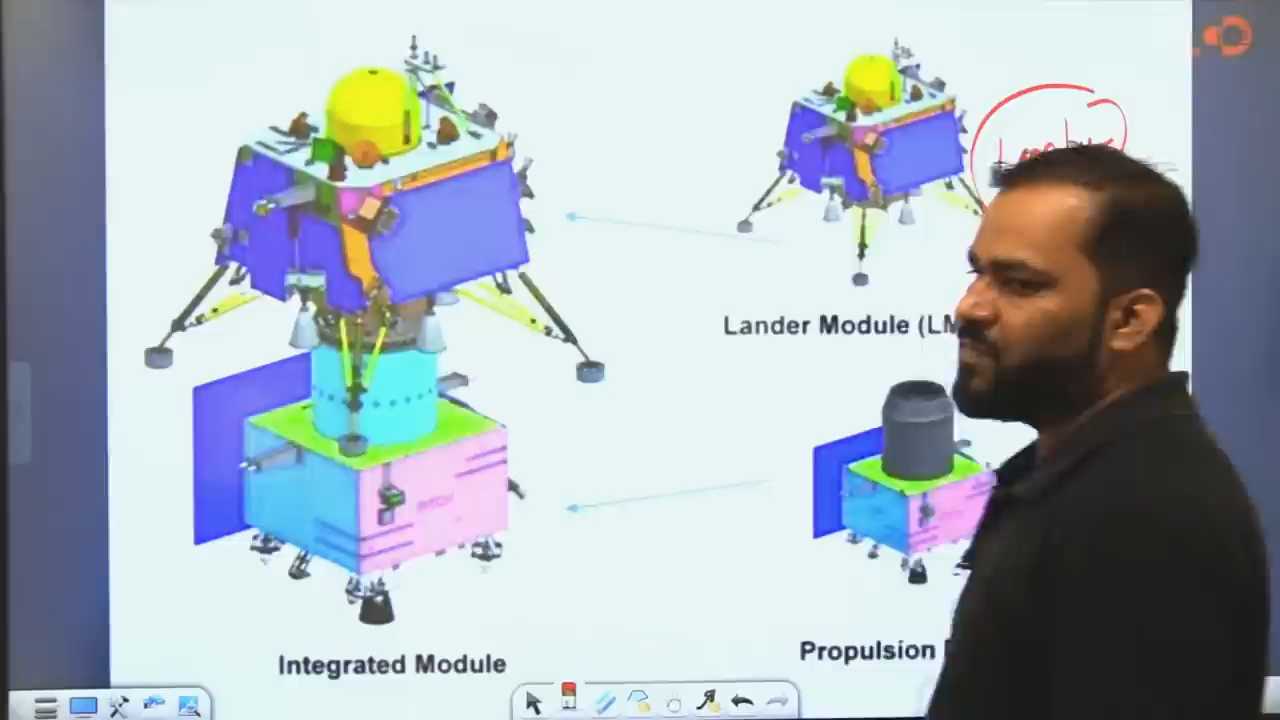 Lander Module (LM
Propulsion
Integrated Module